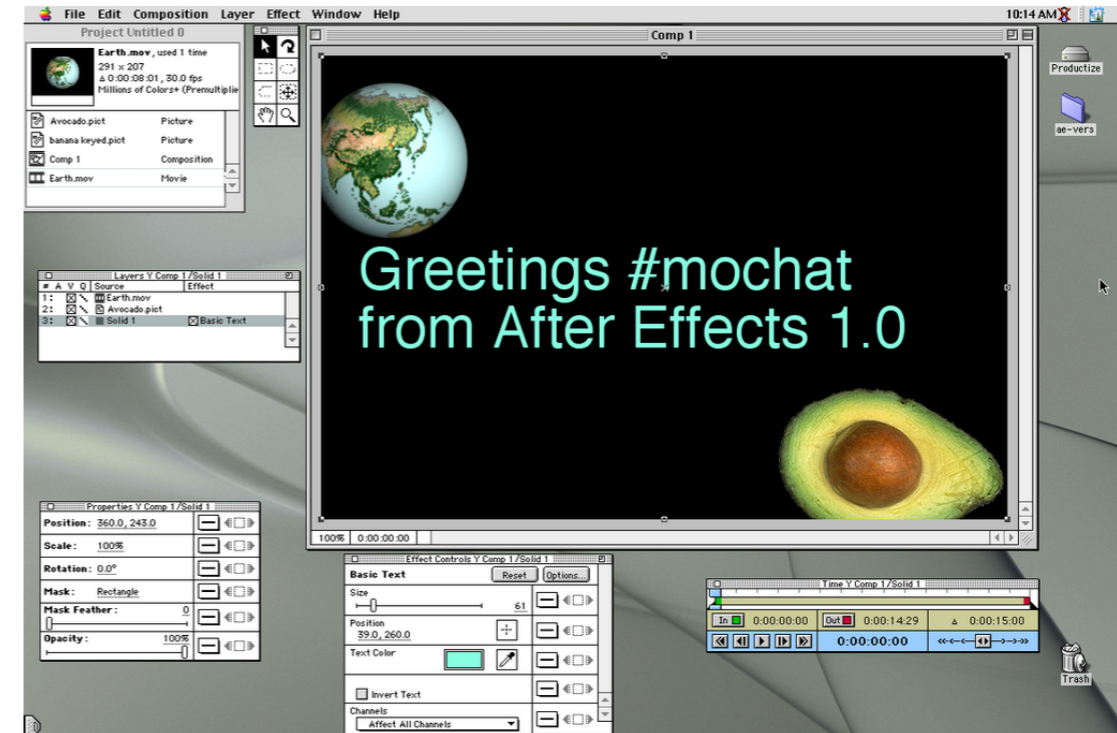 File Edit Composition Layer Effect Window Help
10:14 AM
Project Untitled 0
Earth.mov, used 1 time
291 x 207
Δ 0:00:08:01, 30.0 fps
Millions of Colors+ (Premultiplie
Avocado.pict Picture
banana keyed.pict Picture
Comp 1 Composition
Earth.mov Movie
Comp 1
Greetings #mochat
from After Effects 1.0
100% 0:00:00:00
Productize
ae-vers
Layers Y Comp 1/Solid 1
# A V Q Source Effect
1: Earth.mov
2: Avocado.pict
3: Solid 1 Basic Text
Properties Y Comp 1/Solid 1
Position: 360.0, 243.0
Scale: 100%
Rotation: 0.0°
Mask: Rectangle
Mask Feather: 0
Opacity: 100%
Effect Controls Y Comp 1/Solid 1
Basic Text Reset Options...
Size
61
Position
39.0, 260.0
Text Color
Invert Text
Channels
Affect All Channels
Time Y Comp 1/Solid 1
In 0:00:00:00 Out 0:00:14:29 Δ 0:00:15:00
0:00:00:00
Trash